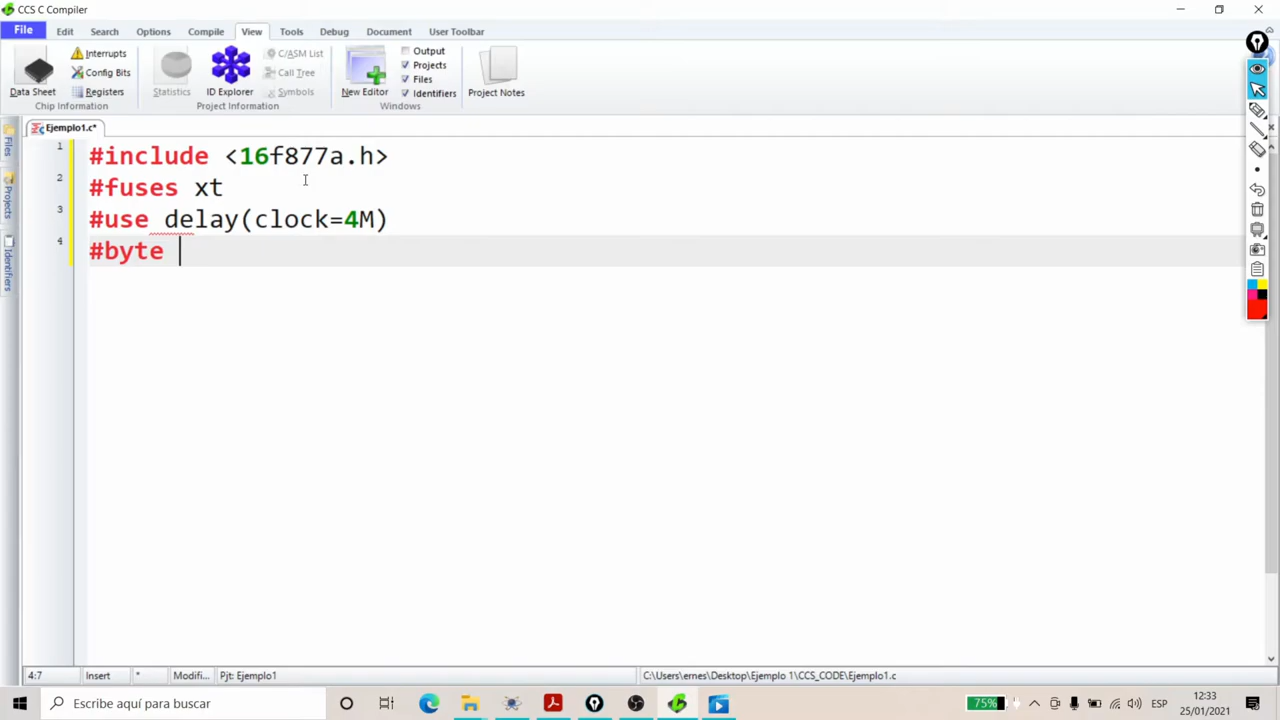 CCS C Compiler
File Edit Search Options Compile View Tools Debug Document User Toolbar
Interrupts C/ASM List Output
Config Bits Call Tree Projects
Files
Data Sheet Registers Statistics ID Explorer Symbols New Editor Identifiers Project Notes
Chip Information Project Information Windows
Ejemplo1.c*
Files
Projects
Identifiers
1 #include <16f877a.h>
2 #fuses xt
3 #use delay(clock=4M)
4 #byte
4:7 Insert * Modifi... Pjt: Ejemplo1 C:\Users\ernes\Desktop\Ejemplo 1\CCS_CODE\Ejemplo1.c
Escribe aquí para buscar 75% ESP 12:33
25/01/2021